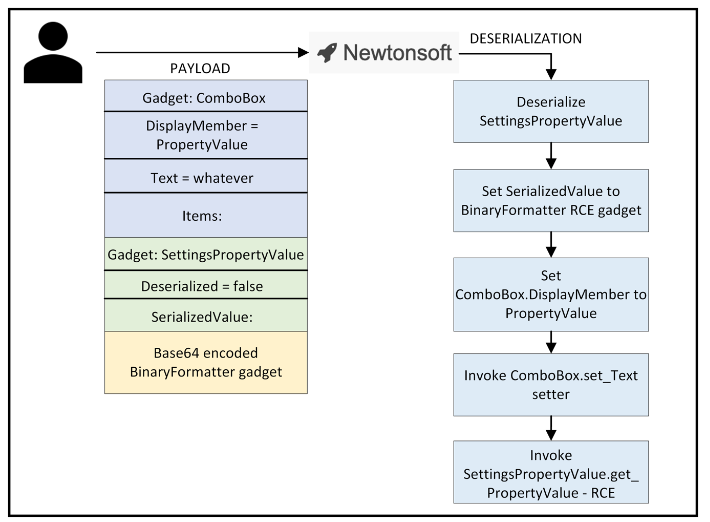 Newtonsoft
DESERIALIZATION
PAYLOAD
Gadget: ComboBox
DisplayMember =
PropertyValue
Text = whatever
Items:
Gadget: SettingsPropertyValue
Deserialized = false
SerializedValue:
Base64 encoded
BinaryFormatter gadget
Deserialize
SettingsPropertyValue
Set SerializedValue to
BinaryFormatter RCE gadget
Set
ComboBox.DisplayMember to
PropertyValue
Invoke ComboBox.set_Text
setter
Invoke
SettingsPropertyValue.get_
PropertyValue - RCE